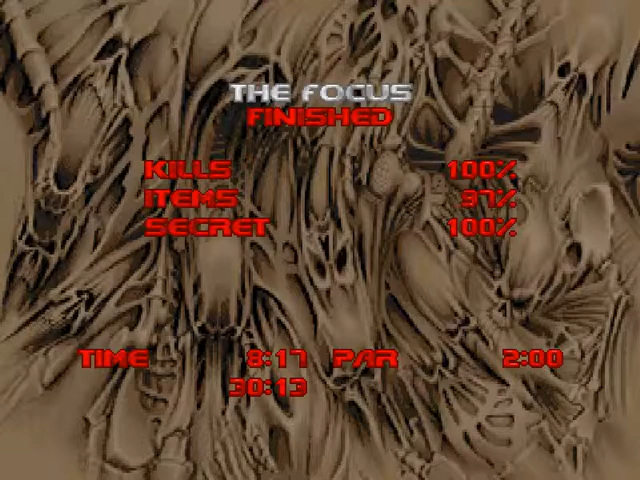 THE FOCUS
FINISHED
KILLS 100%
ITEMS 97%
SECRET 100%
TIME 8:17 PAR 2:00
30:13